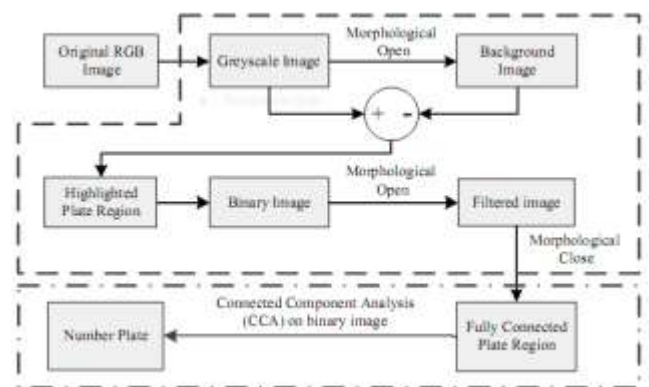 Original RGB
Image
Greyscale Image
Morphological
Open
Background
Image
+ -
Highlighted
Plate Region
Binary Image
Morphological
Open
Filtered image
Morphological
Close
Number Plate
Connected Component Analysis
(CCA) on binary image
Fully Connected
Plate Region